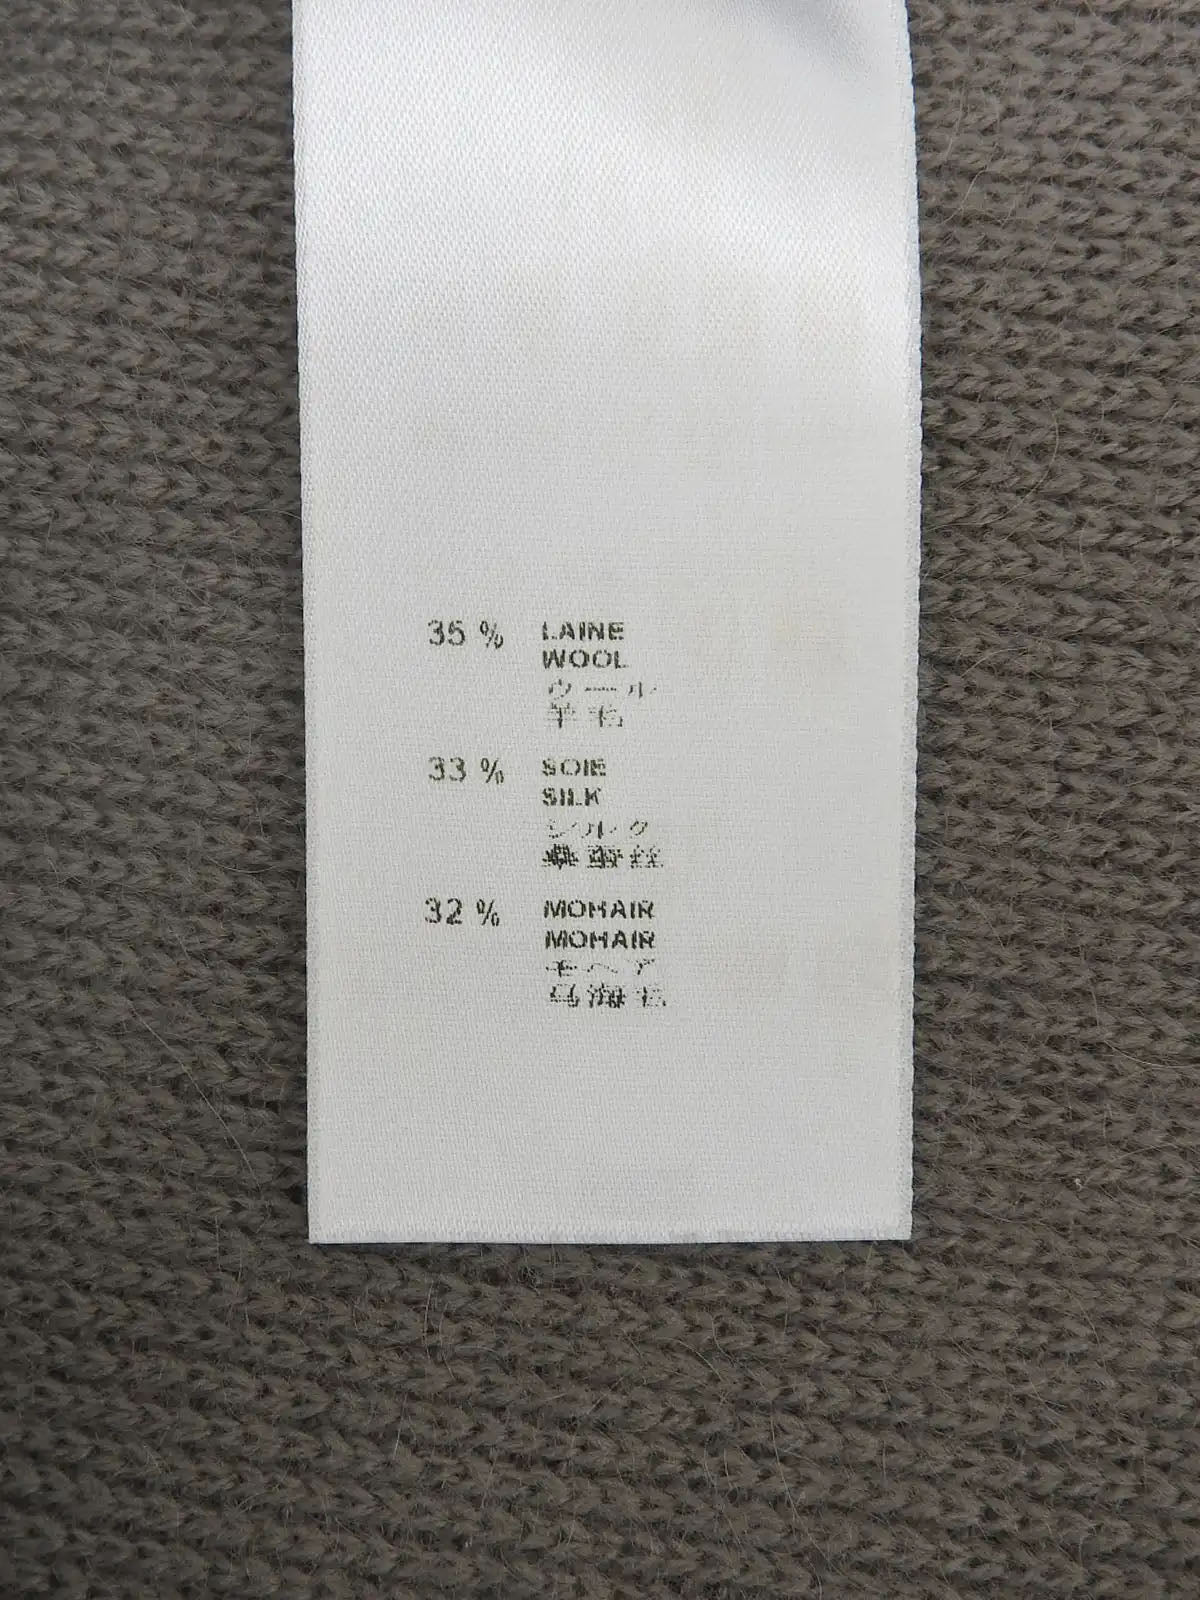 35 % LAINE
WOOL
ウール
羊毛
33 % SOIE
SILK
シルク
桑蚕丝
32 % MOHAIR
MOHAIR
モヘア
马海毛